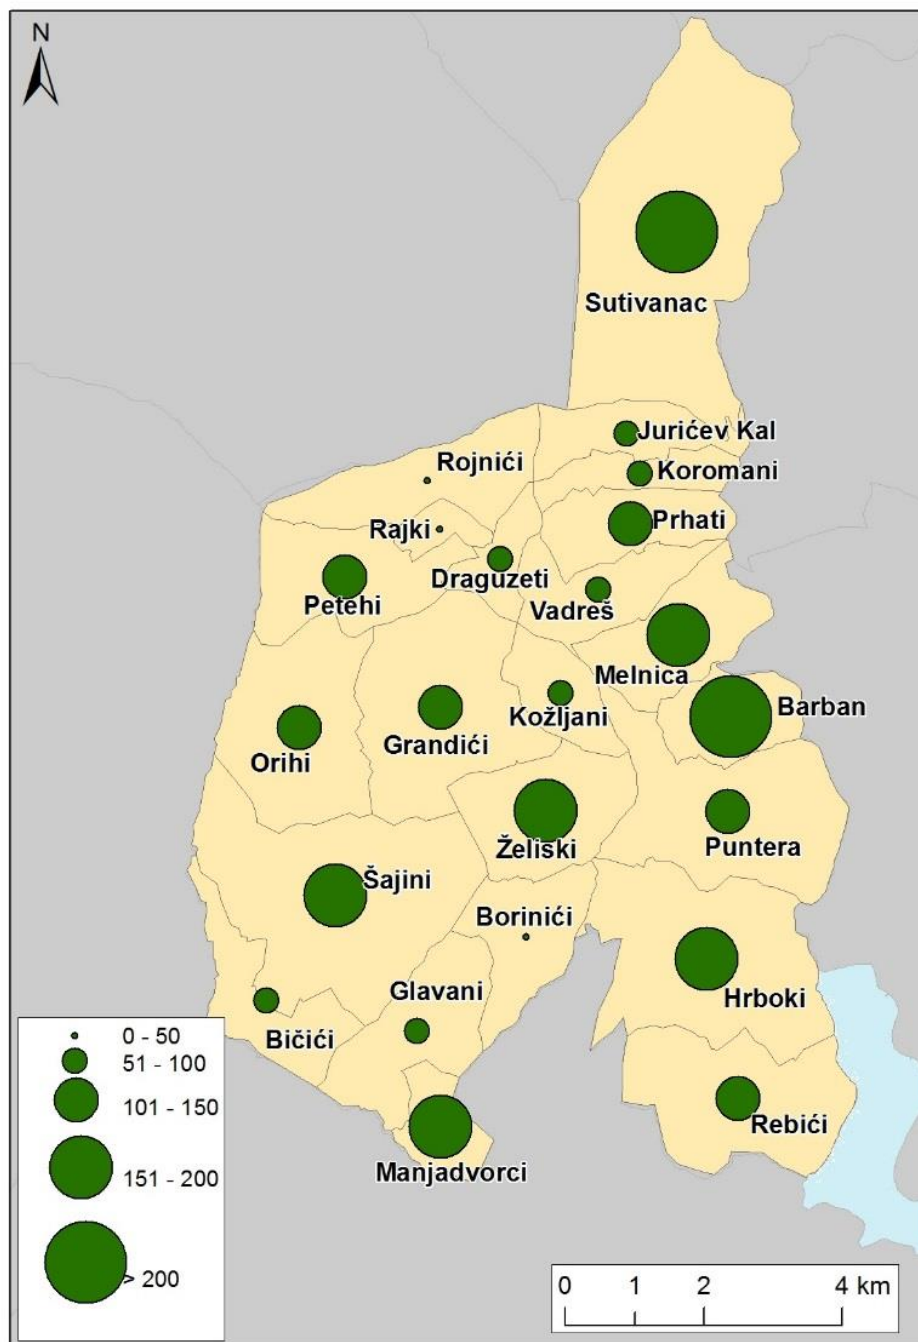 N
Sutivanac
Jurićev Kal
Rojnići
Koromani
Prhati
Rajki
Draguzeti
Petehi
Vadreš
Melnica
Barban
Kožljani
Grandići
Orihi
Puntera
Želiski
Šajini
Borinići
Glavani
Hrboki
Bičići
Rebići
Manjadvorci
0 - 50
51 - 100
101 - 150
151 - 200
> 200
0 1 2 4 km